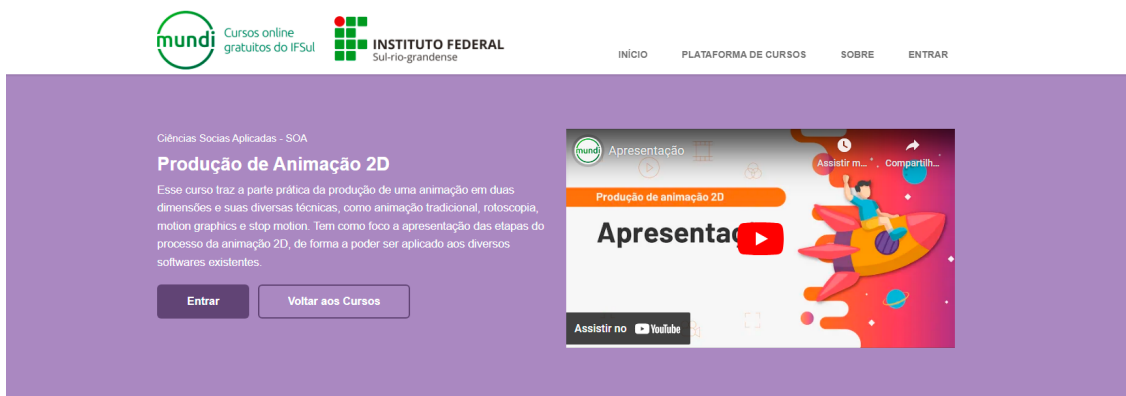 mundi
Cursos online
gratuitos do IFSul
INSTITUTO FEDERAL
Sul-rio-grandense
INÍCIO
PLATAFORMA DE CURSOS
SOBRE
ENTRAR
Ciências Socias Aplicadas - SOA
Produção de Animação 2D
Esse curso traz a parte prática da produção de uma animação em duas
dimensões e suas diversas técnicas, como animação tradicional, rotoscopia,
motion graphics e stop motion. Tem como foco a apresentação das etapas do
processo da animação 2D, de forma a poder ser aplicado aos diversos
softwares existentes.
Entrar
Voltar aos Cursos
mundi
Apresentação
Assistir m...
Compartilh...
Produção de animação 2D
Apresentaç
Assistir no YouTube